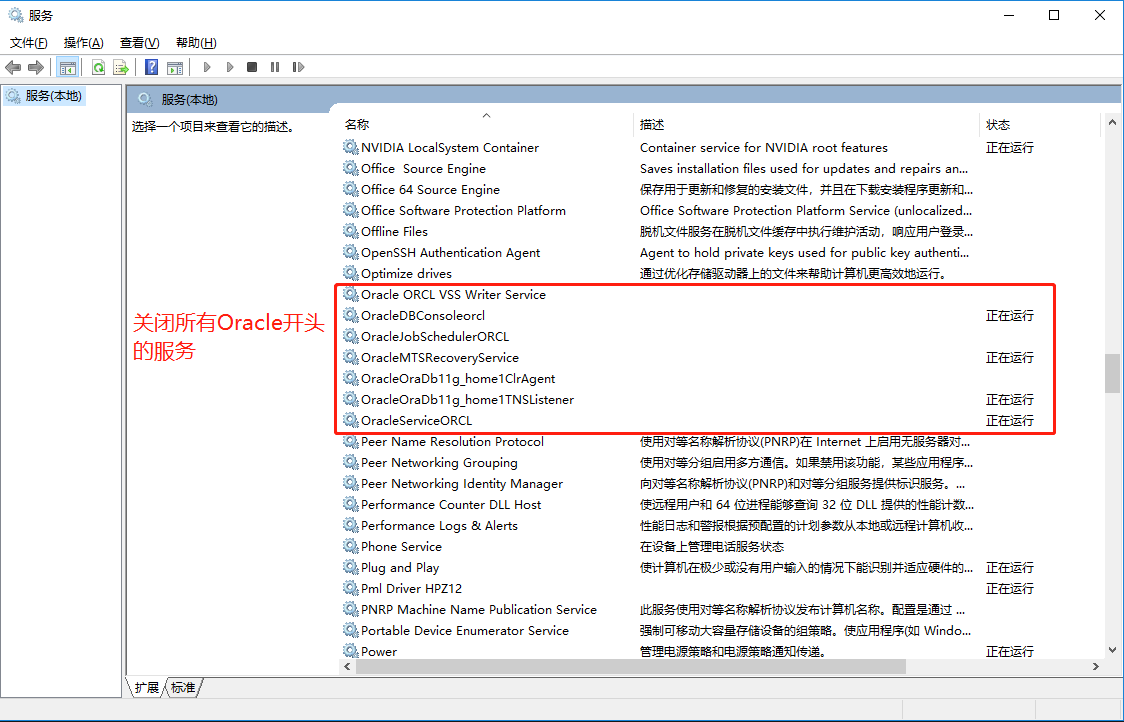 服务
文件(F) 操作(A) 查看(V) 帮助(H)
服务(本地)
服务(本地)
选择一个项目来查看它的描述。
名称 描述 状态
NVIDIA LocalSystem Container Container service for NVIDIA root features 正在运行
Office  Source Engine Saves installation files used for updates and repairs an...
Office 64 Source Engine 保存用于更新和修复的安装文件，并且在下载安装程序更新和...
Office Software Protection Platform Office Software Protection Platform Service (unlocalized...
Offline Files 脱机文件服务在脱机文件缓存中执行维护活动，响应用户登录...
OpenSSH Authentication Agent Agent to hold private keys used for public key authenti...
Optimize drives 通过优化存储驱动器上的文件来帮助计算机更高效地运行。
Oracle ORCL VSS Writer Service
OracleDBConsoleorcl 正在运行
OracleJobSchedulerORCL
OracleMTSRecoveryService 正在运行
OracleOraDb11g_home1ClrAgent
OracleOraDb11g_home1TNSListener 正在运行
OracleServiceORCL 正在运行
关闭所有Oracle开头
的服务
Peer Name Resolution Protocol 使用对等名称解析协议(PNRP)在 Internet 上启用无服务器对...
Peer Networking Grouping 使用对等分组启用多方通信。如果禁用该功能，某些应用程序...
Peer Networking Identity Manager 向对等名称解析协议(PNRP)和对等分组服务提供标识服务。...
Performance Counter DLL Host 使远程用户和 64 位进程能够查询 32 位 DLL 提供的性能计数...
Performance Logs & Alerts 性能日志和警报根据预配置的计划参数从本地或远程计算机收...
Phone Service 在设备上管理电话服务状态
Plug and Play 使计算机在极少或没有用户输入的情况下能识别并适应硬件的... 正在运行
Pml Driver HPZ12 正在运行
PNRP Machine Name Publication Service 此服务使用对等名称解析协议发布计算机名称。配置是通过 ...
Portable Device Enumerator Service 强制可移动大容量存储设备的组策略。使应用程序(如 Windo...
Power 管理电源策略和电源策略通知传递。 正在运行
扩展 标准